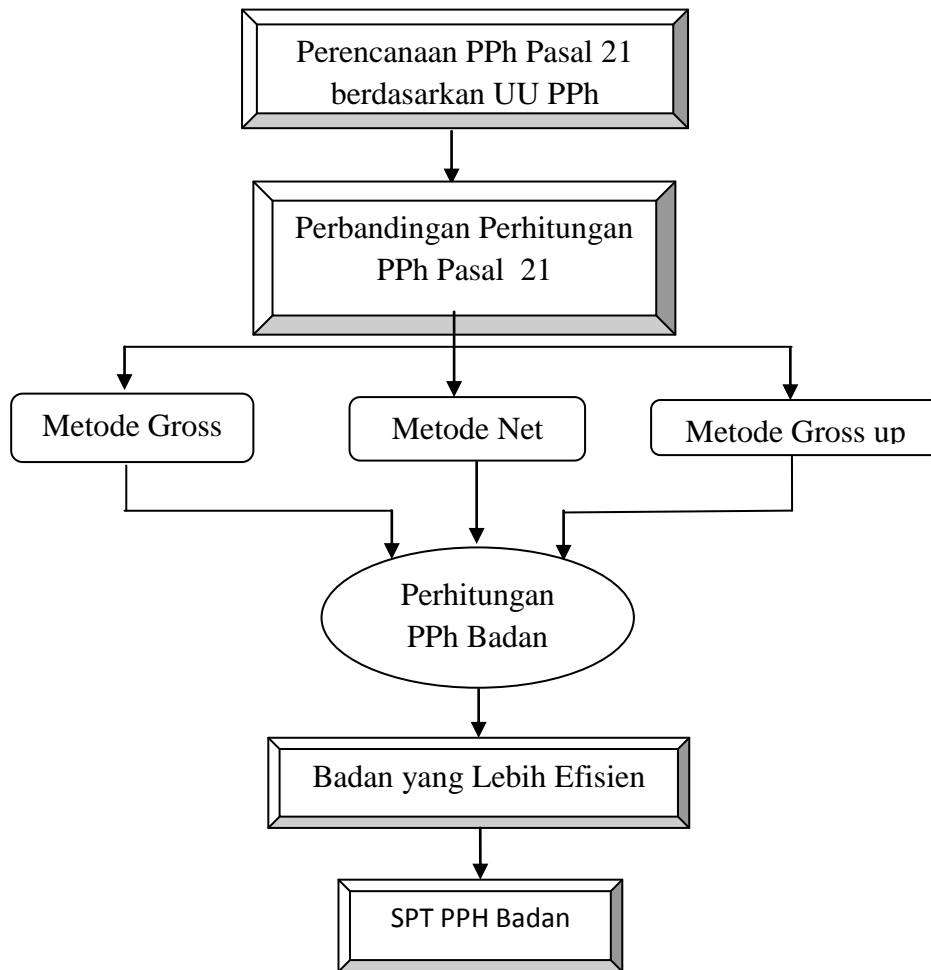 Perencanaan PPh Pasal 21
berdasarkan UU PPh
Perbandingan Perhitungan
PPh Pasal 21
Metode Gross
Metode Net
Metode Gross up
Perhitungan
PPh Badan
Badan yang Lebih Efisien
SPT PPH Badan